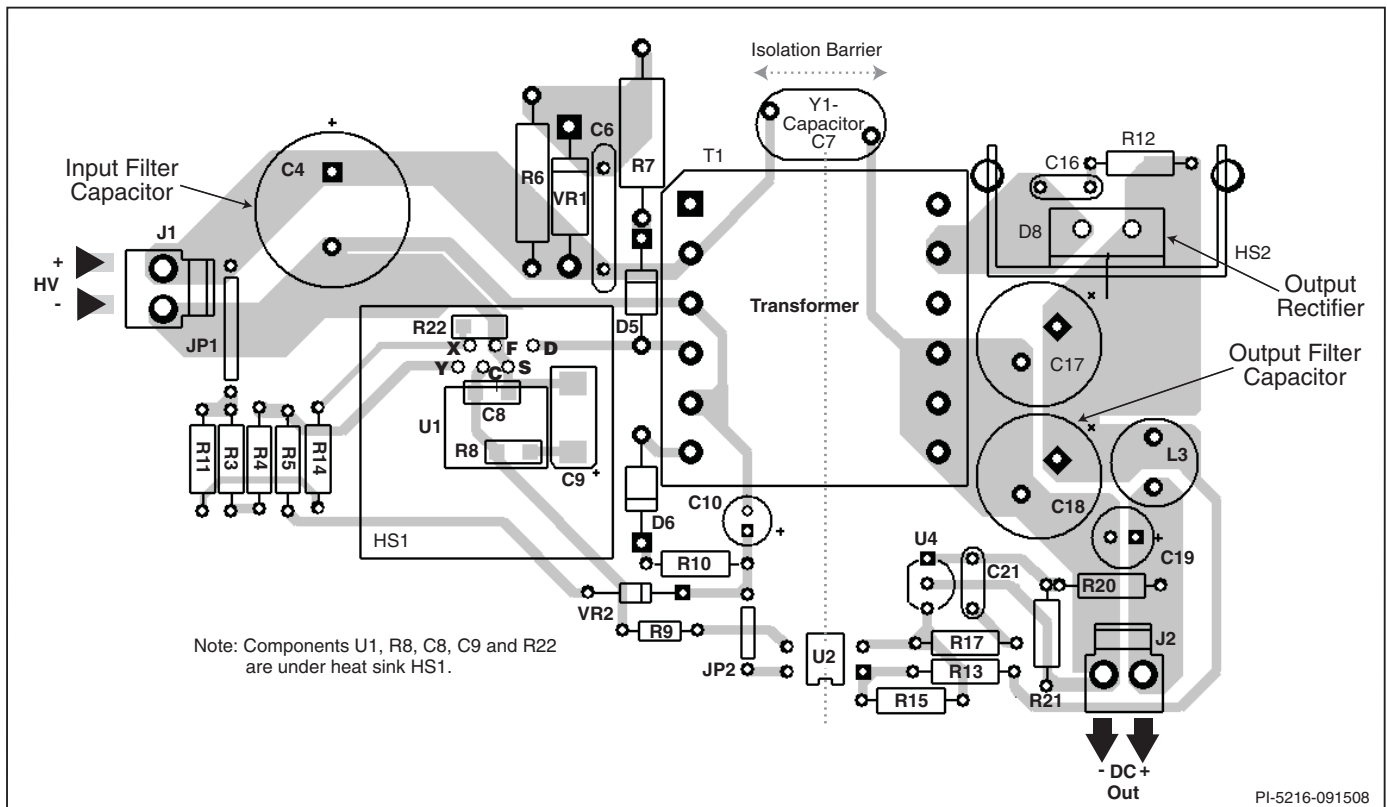 Isolation Barrier
Y1-
Capacitor
C7
+
C4
Input Filter
Capacitor
R6
VR1
C6
R7
T1
R12
C16
D8
HS2
Output
Rectifier
J1
+
HV
-
JP1
Transformer
R22
D5
X
F
D
Y
C
S
C8
U1
R8
C9
+
C17
Output Filter
Capacitor
R11
R3
R4
R5
R14
HS1
D6
C10
+
C18
L3
U4
C21
C19
+
R10
R20
VR2
R9
JP2
U2
R17
R13
R15
R21
J2
Note: Components U1, R8, C8, C9 and R22
are under heat sink HS1.
- DC +
Out
PI-5216-091508